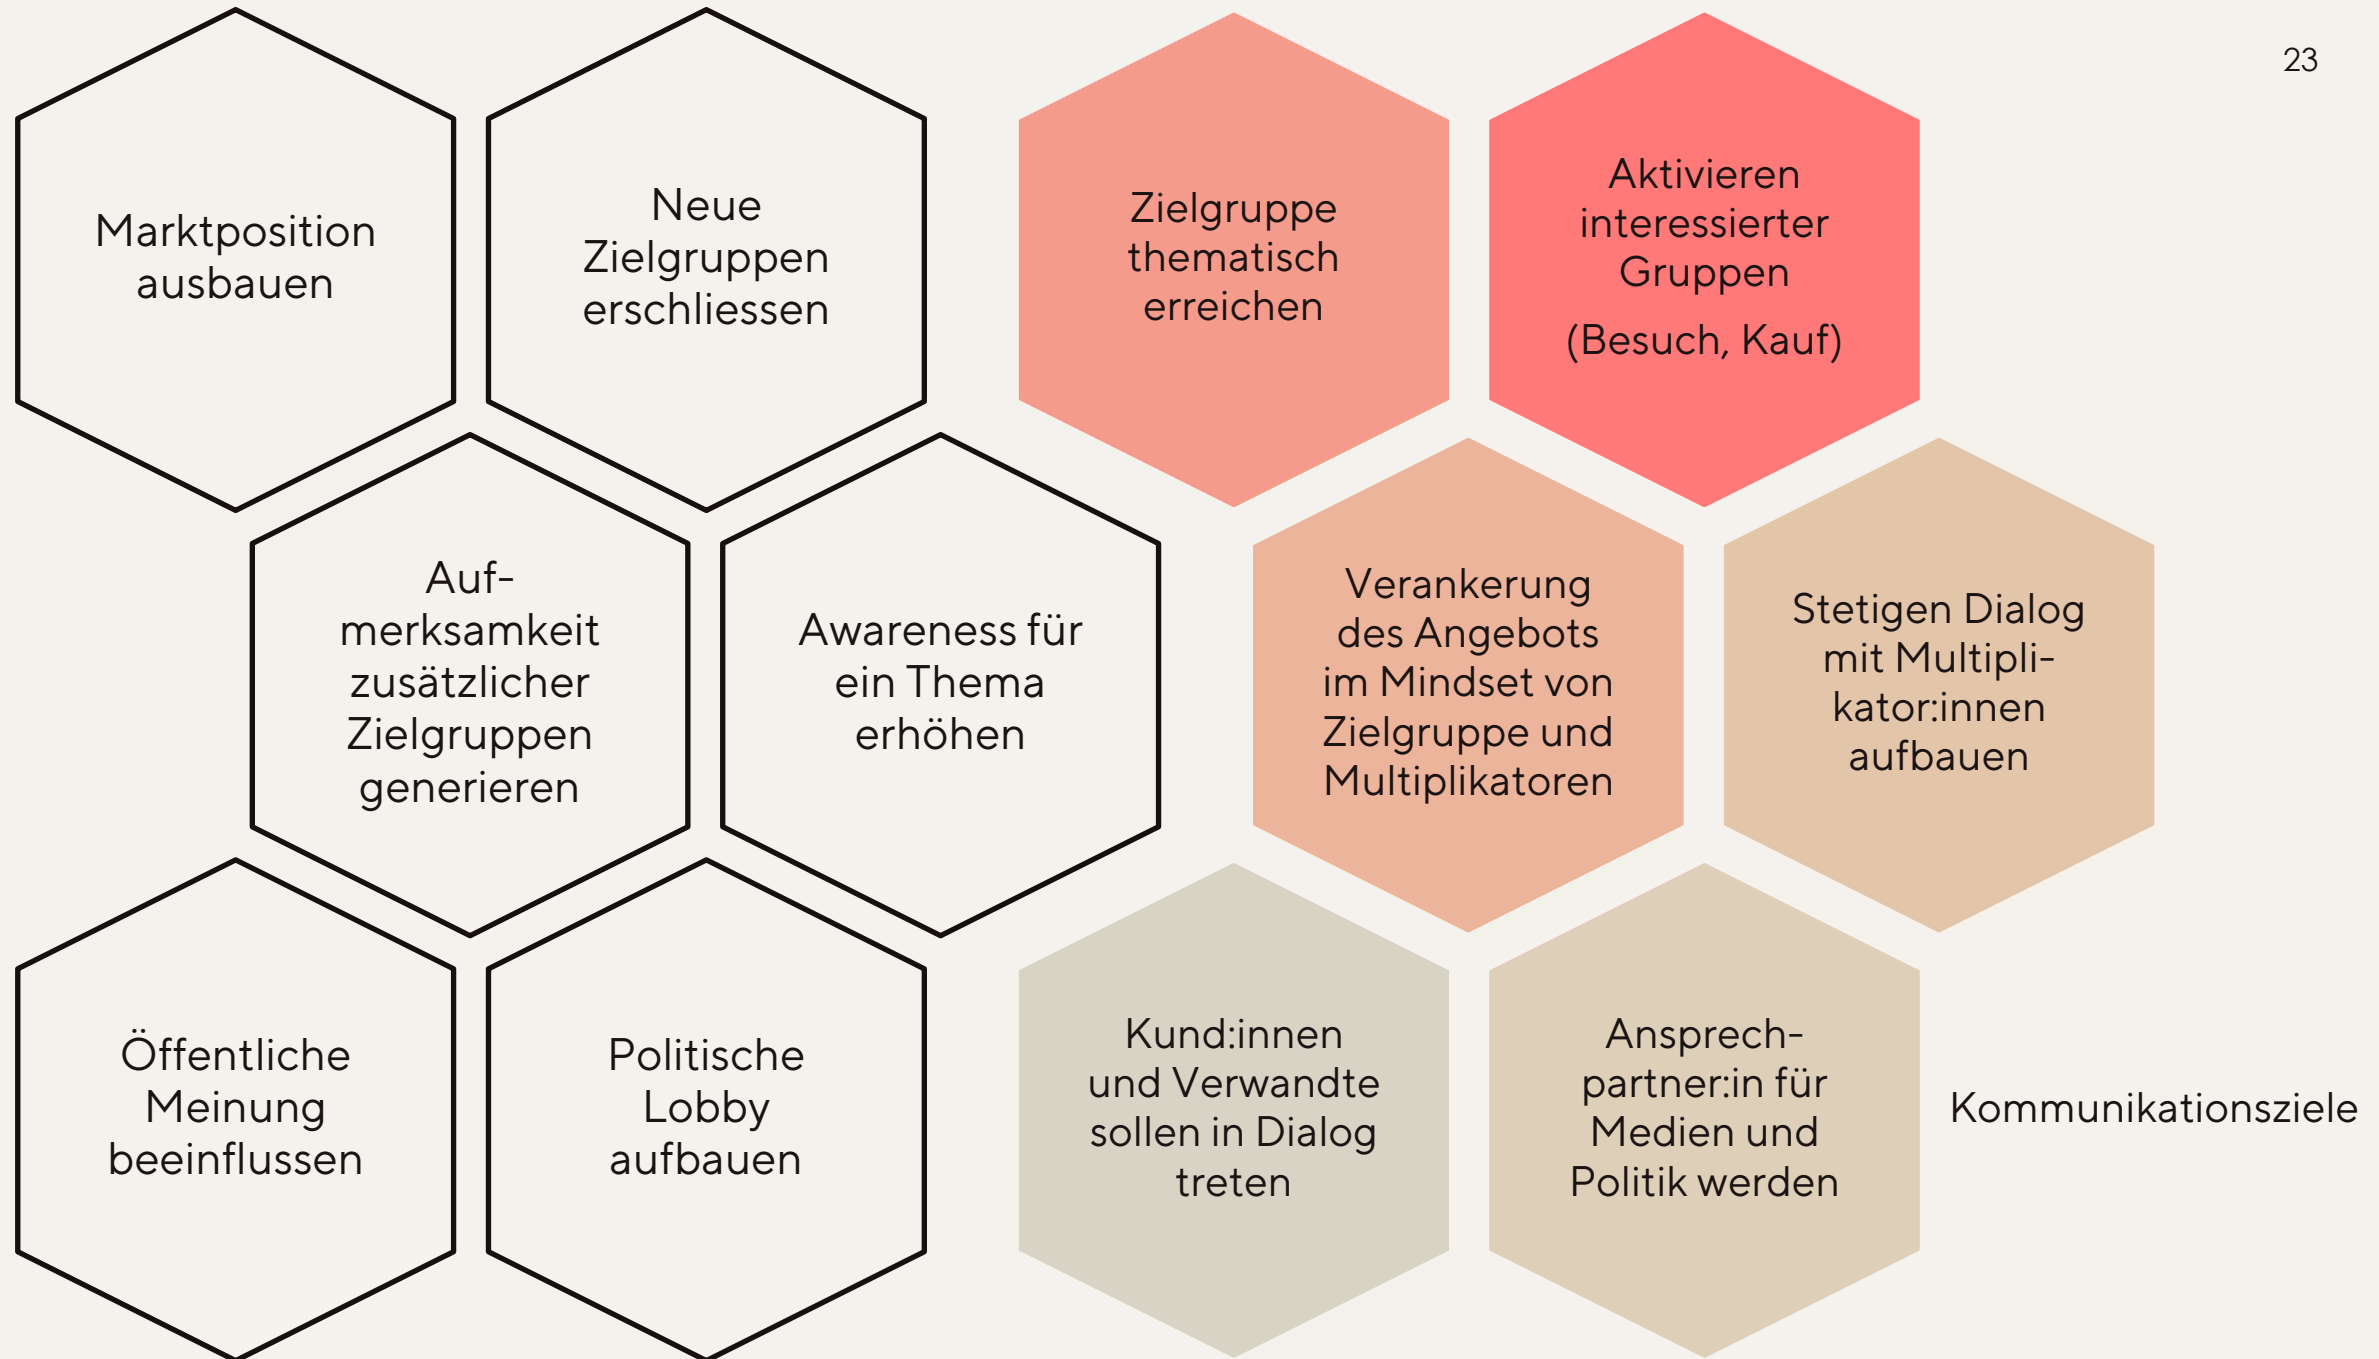 23
Marktposition
ausbauen
Neue
Zielgruppen
erschliessen
Zielgruppe
thematisch
erreichen
Aktivieren
interessierter
Gruppen
(Besuch, Kauf)
Auf-
merksamkeit
zusätzlicher
Zielgruppen
generieren
Awareness für
ein Thema
erhöhen
Verankerung
des Angebots
im Mindset von
Zielgruppe und
Multiplikatoren
Stetigen Dialog
mit Multipli-
kator:innen
aufbauen
Öffentliche
Meinung
beeinflussen
Politische
Lobby
aufbauen
Kund:innen
und Verwandte
sollen in Dialog
treten
Ansprech-
partner:in für
Medien und
Politik werden
Kommunikationsziele